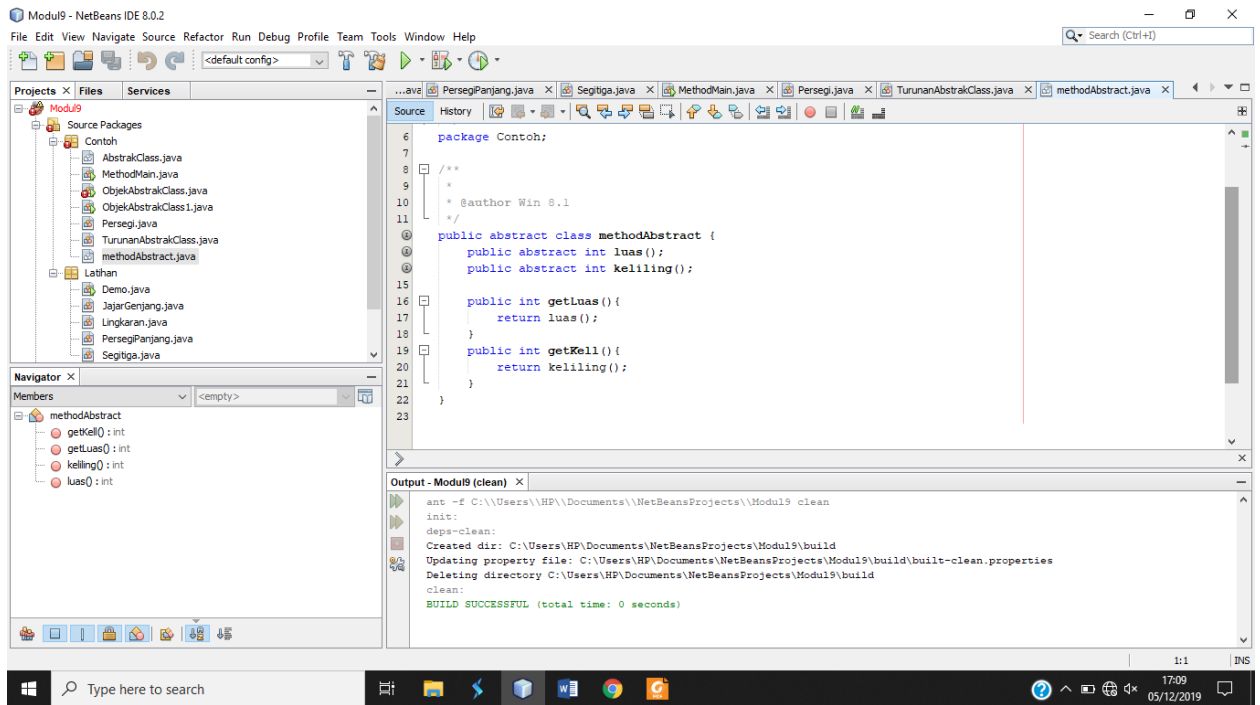 Modul9 - NetBeans IDE 8.0.2
File Edit View Navigate Source Refactor Run Debug Profile Team Tools Window Help
Search (Ctrl+I)
<default config>
Projects Files Services
Modul9
Source Packages
Contoh
AbstrakClass.java
MethodMain.java
ObjekAbstrakClass.java
ObjekAbstrakClass1.java
Persegi.java
TurunanAbstrakClass.java
methodAbstract.java
Latihan
Demo.java
JajarGenjang.java
Lingkaran.java
PersegiPanjang.java
Segitiga.java
Navigator
Members <empty>
methodAbstract
getKell() : int
getLuas() : int
keliling() : int
luas() : int
...ava PersegiPanjang.java Segitiga.java MethodMain.java Persegi.java TurunanAbstrakClass.java methodAbstract.java
Source History
6 package Contoh;
7
8 /**
9 *
10 * @author Win 8.1
11 */
public abstract class methodAbstract {
public abstract int luas();
public abstract int keliling();
15
16 public int getLuas(){
17 return luas();
18 }
19 public int getKell(){
20 return keliling();
21 }
22 }
23
Output - Modul9 (clean)
ant -f C:\\Users\\HP\\Documents\\NetBeansProjects\\Modul9 clean
init:
deps-clean:
Created dir: C:\Users\HP\Documents\NetBeansProjects\Modul9\build
Updating property file: C:\Users\HP\Documents\NetBeansProjects\Modul9\build\built-clean.properties
Deleting directory C:\Users\HP\Documents\NetBeansProjects\Modul9\build
clean:
BUILD SUCCESSFUL (total time: 0 seconds)
1:1 INS
Type here to search
17:09
05/12/2019